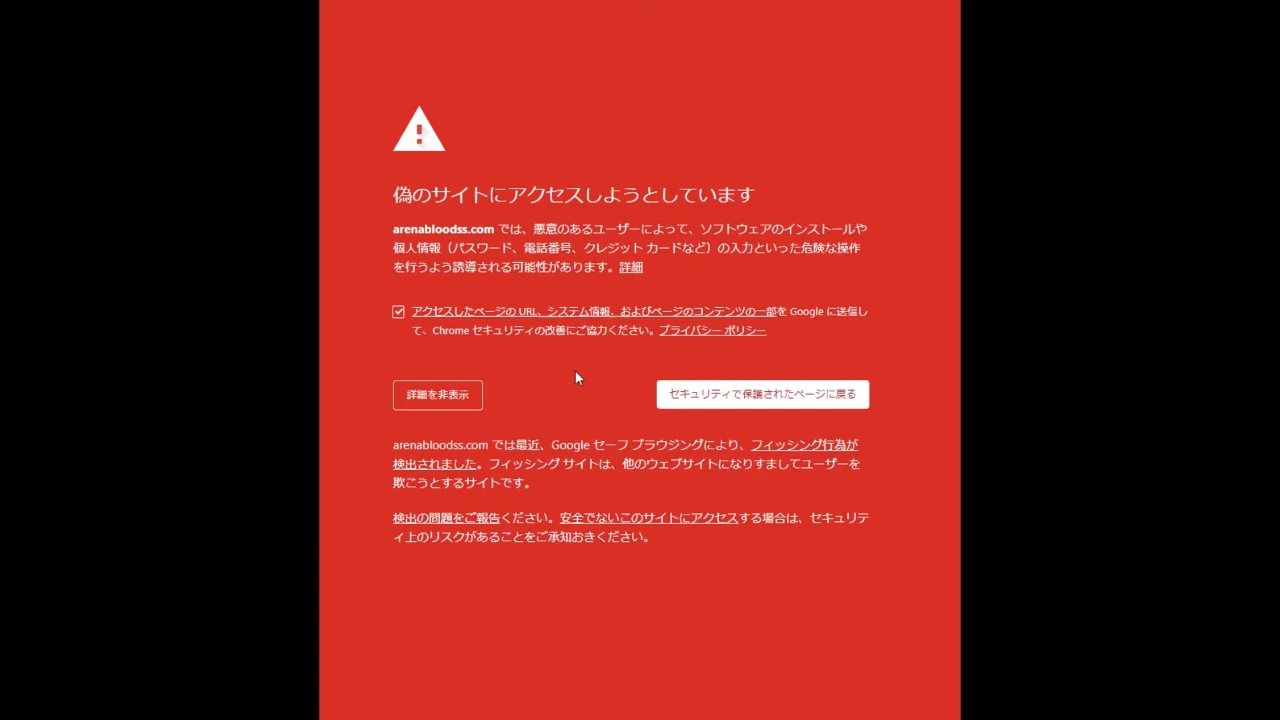 偽のサイトにアクセスしようとしています
arenabloodss.com では、悪意のあるユーザーによって、ソフトウェアのインストールや
個人情報（パスワード、電話番号、クレジット カードなど）の入力といった危険な操作
を行うよう誘導される可能性があります。詳細
アクセスしたページの URL、システム情報、およびページのコンテンツの一部を Google に送信し
て、Chrome セキュリティの改善にご協力ください。プライバシー ポリシー
詳細を非表示
セキュリティで保護されたページに戻る
arenabloodss.com では最近、Google セーフ ブラウジングにより、フィッシング行為が
検出されました。フィッシング サイトは、他のウェブサイトになりすましてユーザーを
欺こうとするサイトです。
検出の問題をご報告ください。安全でないこのサイトにアクセスする場合は、セキュリテ
ィ上のリスクがあることをご承知おきください。